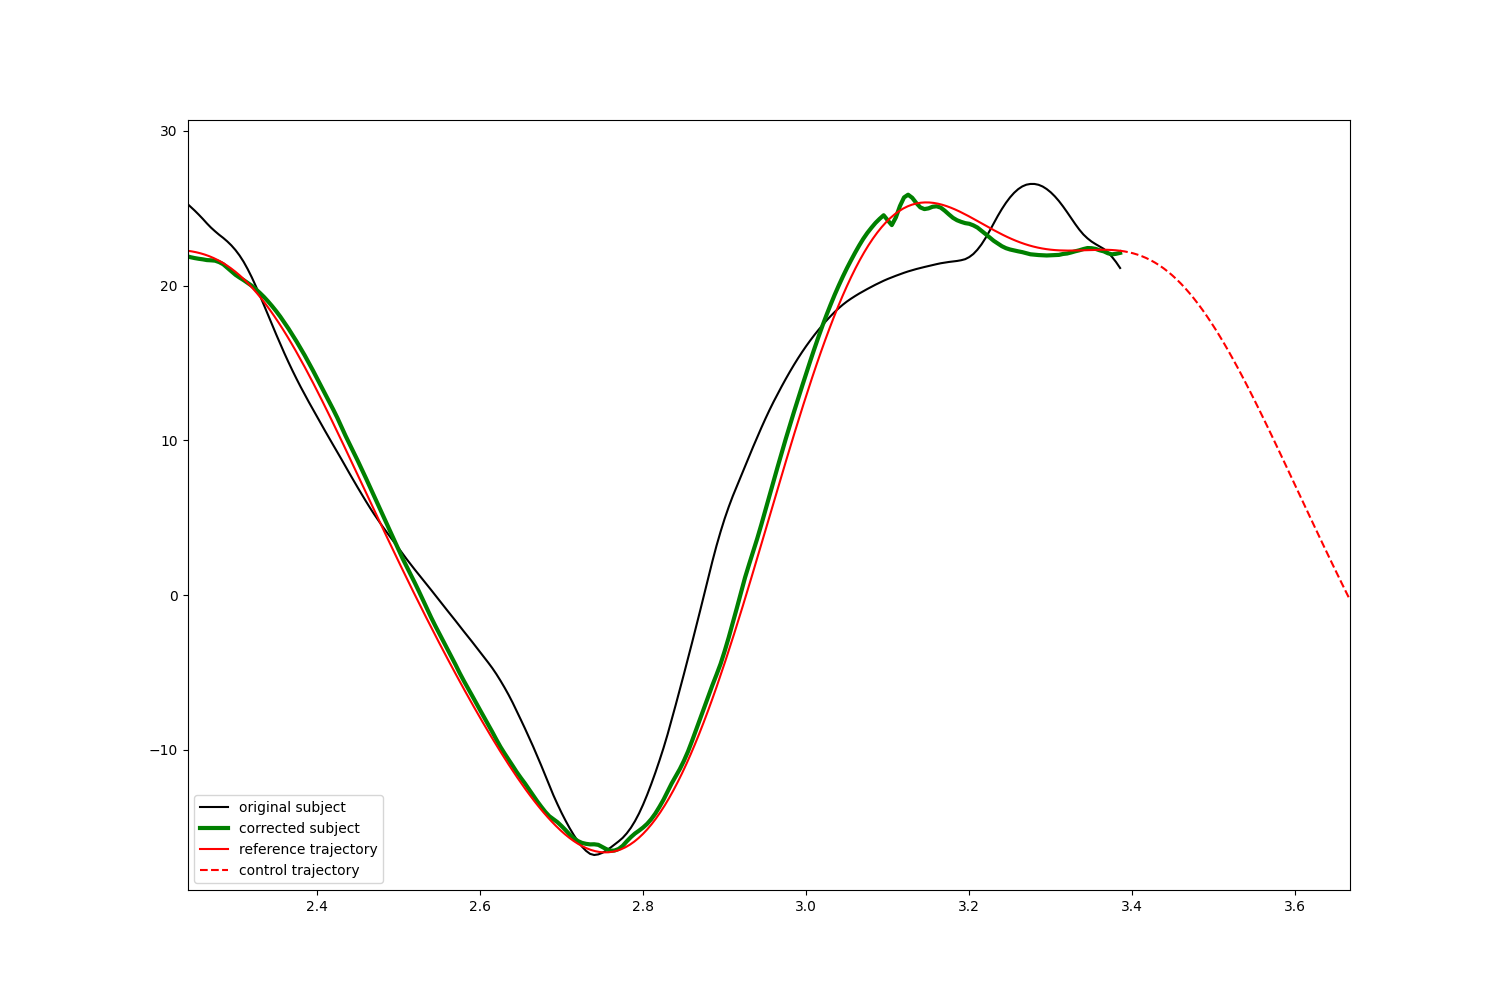 30
20
10
0
−10
original subject
corrected subject
reference trajectory
control trajectory
2.4 2.6 2.8 3.0 3.2 3.4 3.6